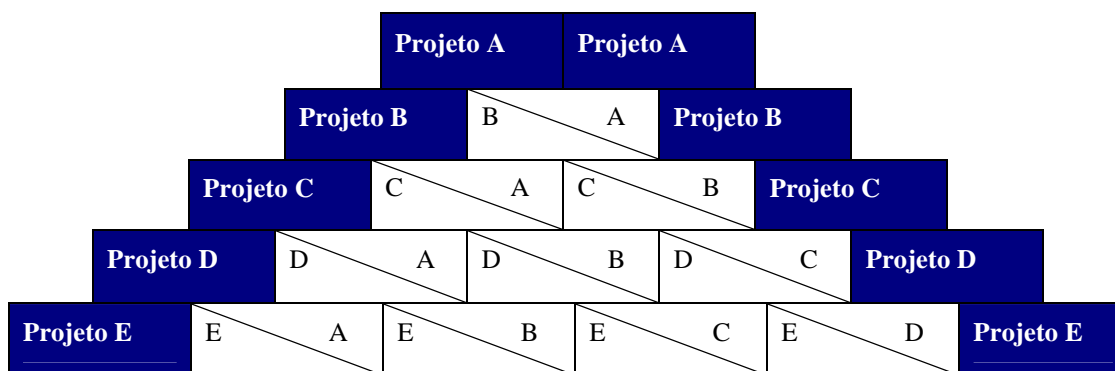 Projeto A Projeto A
Projeto B B A Projeto B
Projeto C C A C B Projeto C
Projeto D D A D B D C Projeto D
Projeto E E A E B E C E D Projeto E